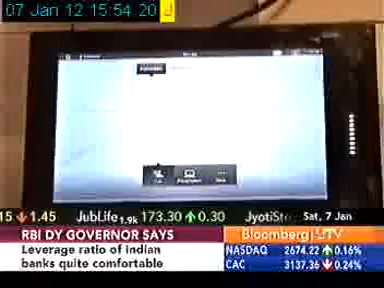 07 Jan 12 15:54 20 J
15 1.45 JubLife 1.9k 173.30 0.30 JyotiSt Sat, 7 Jan
RBI DY GOVERNOR SAYS
Leverage ratio of Indian
banks quite comfortable
Bloomberg UTV
NASDAQ 2674.22 0.16%
CAC 3137.36 0.24%